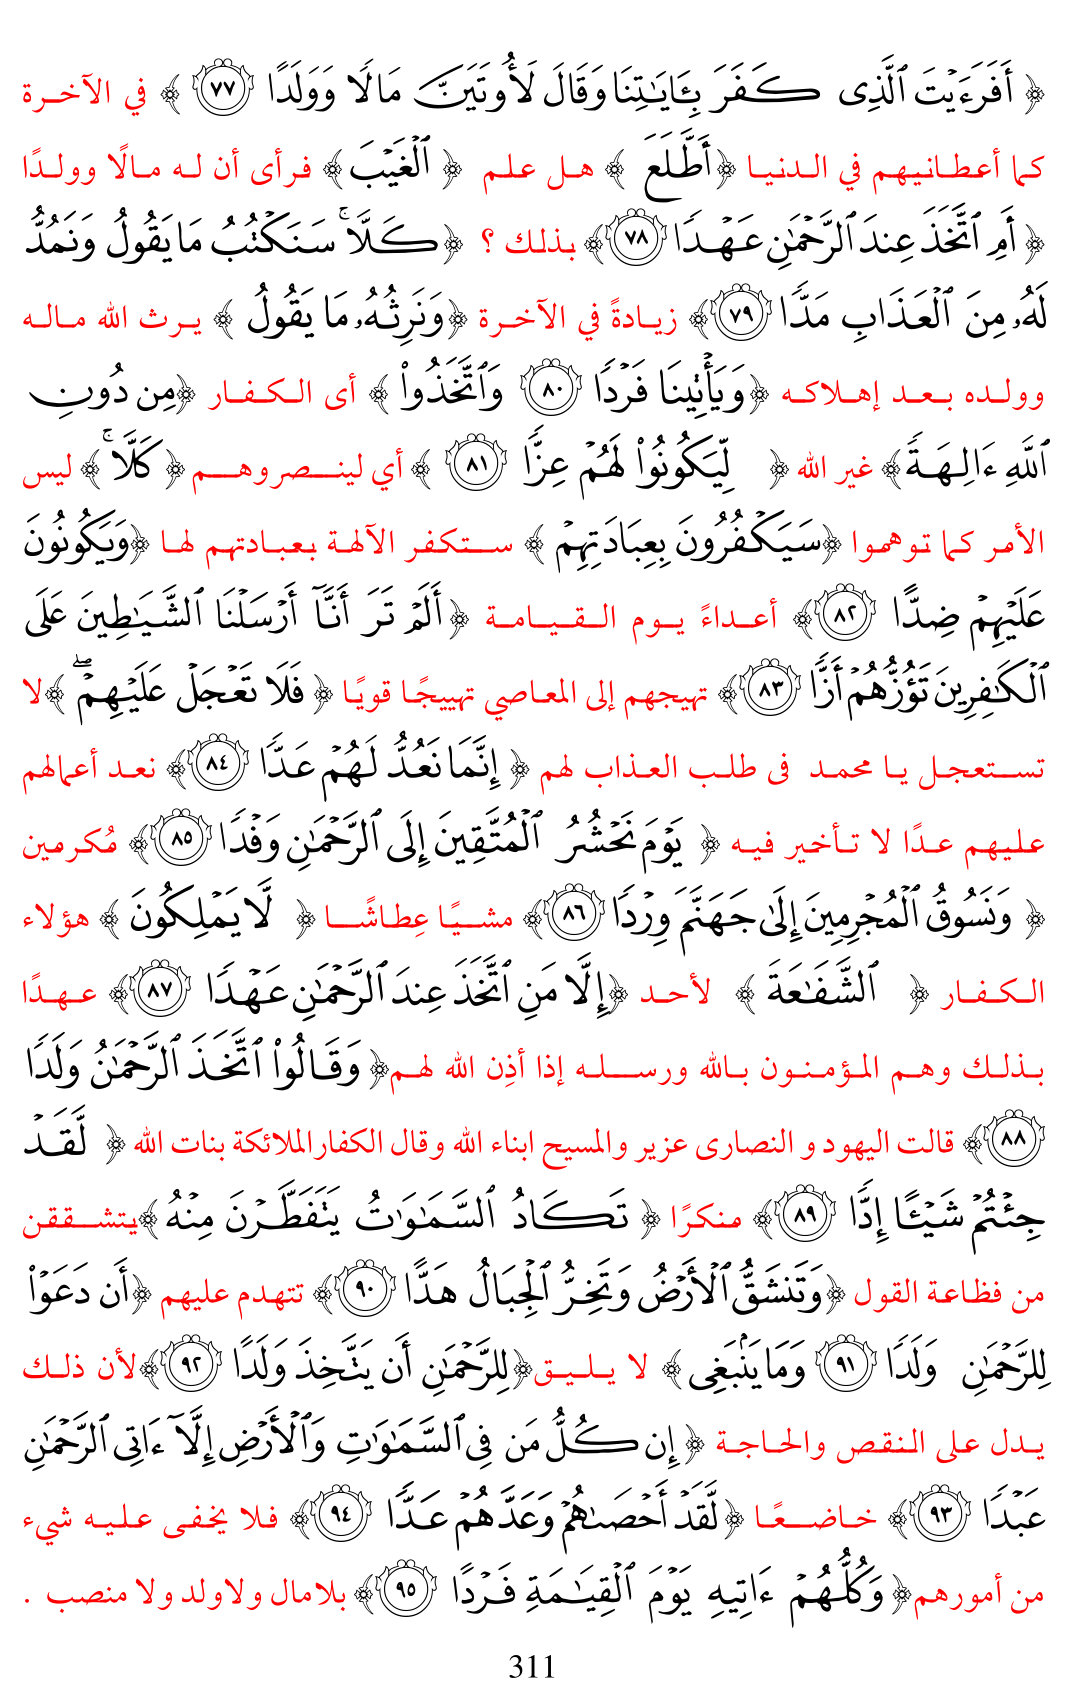 ﴿ أَفَرَءَيْتَ ٱلَّذِى كَفَرَ بِـَٔايَـٰتِنَا وَقَالَ لَأُوتَيَنَّ مَالًا وَوَلَدًا ٧٧ ﴾ في الآخرة
كما أعطانيهم في الدنيا ﴿أَطَّلَعَ ﴾ هل علم ﴿ ٱلْغَيْبَ﴾ فرأى أن له مالًا وولدًا
﴿ أَمِ ٱتَّخَذَ عِندَ ٱلرَّحْمَـٰنِ عَهْدًا ٧٨﴾ بذلك ؟ ﴿كَلَّا ۚ سَنَكْتُبُ مَا يَقُولُ وَنَمُدُّ
لَهُۥ مِنَ ٱلْعَذَابِ مَدًّا ٧٩﴾ زيادةً في الآخرة ﴿وَنَرِثُهُۥ مَا يَقُولُ ﴾ يرث الله ماله
وولده بعد إهلاكه ﴿وَيَأْتِينَا فَرْدًا ٨٠ وَٱتَّخَذُوا۟ ﴾ أى الكفار ﴿مِن دُونِ
ٱللَّهِ ءَالِهَةً﴾ غير الله ﴿ لِّيَكُونُوا۟ لَهُمْ عِزًّا ٨١ ﴾ أي لينصروهم ﴿ كَلَّا ۚ ﴾ ليس
الأمر كما توهموا ﴿سَيَكْفُرُونَ بِعِبَادَتِهِمْ ﴾ ستكفر الآلهة بعبادتهم لها ﴿وَيَكُونُونَ
عَلَيْهِمْ ضِدًّا ٨٢﴾ أعداءً يوم القيامة ﴿ أَلَمْ تَرَ أَنَّآ أَرْسَلْنَا ٱلشَّيَـٰطِينَ عَلَى
ٱلْكَـٰفِرِينَ تَؤُزُّهُمْ أَزًّا ٨٣﴾ تهيجهم إلى المعاصي تهييجًا قويًا ﴿ فَلَا تَعْجَلْ عَلَيْهِمْ ۖ ﴾ لا
تستعجل يا محمد فى طلب العذاب لهم ﴿ إِنَّمَا نَعُدُّ لَهُمْ عَدًّا ٨٤﴾ نعد أعمالهم
عليهم عدًا لا تأخير فيه ﴿ يَوْمَ نَحْشُرُ ٱلْمُتَّقِينَ إِلَى ٱلرَّحْمَـٰنِ وَفْدًا ٨٥﴾ مُكرمين
﴿ وَنَسُوقُ ٱلْمُجْرِمِينَ إِلَىٰ جَهَنَّمَ وِرْدًا ٨٦﴾ مشيًا عِطاشًا ﴿ لَّا يَمْلِكُونَ ﴾ هؤلاء
الكفار ﴿ ٱلشَّفَـٰعَةَ ﴾ لأحد ﴿إِلَّا مَنِ ٱتَّخَذَ عِندَ ٱلرَّحْمَـٰنِ عَهْدًا ٨٧﴾ عهدًا
بذلك وهم المؤمنون بالله ورسله إذا أذِن الله لهم﴿ وَقَالُوا۟ ٱتَّخَذَ ٱلرَّحْمَـٰنُ وَلَدًا
٨٨﴾ قالت اليهود و النصارى عزير والمسيح ابناء الله وقال الكفار الملائكة بنات الله ﴿ لَّقَدْ
جِئْتُمْ شَيْـًٔا إِدًّا ٨٩﴾ منكرًا ﴿ تَكَادُ ٱلسَّمَـٰوَٰتُ يَتَفَطَّرْنَ مِنْهُ ﴾يتشققن
من فظاعة القول ﴿وَتَنشَقُّ ٱلْأَرْضُ وَتَخِرُّ ٱلْجِبَالُ هَدًّا ٩٠﴾ تتهدم عليهم ﴿أَن دَعَوْا۟
لِلرَّحْمَـٰنِ وَلَدًا ٩١ وَمَا يَنۢبَغِى ﴾ لا يليق﴿لِلرَّحْمَـٰنِ أَن يَتَّخِذَ وَلَدًا ٩٢﴾لأن ذلك
يدل على النقص والحاجة ﴿ إِن كُلُّ مَن فِى ٱلسَّمَـٰوَٰتِ وَٱلْأَرْضِ إِلَّآ ءَاتِى ٱلرَّحْمَـٰنِ
عَبْدًا ٩٣﴾ خاضعًا ﴿لَّقَدْ أَحْصَىٰهُمْ وَعَدَّهُمْ عَدًّا ٩٤﴾ فلا يخفى عليه شيء
من أمورهم﴿ وَكُلُّهُمْ ءَاتِيهِ يَوْمَ ٱلْقِيَـٰمَةِ فَرْدًا ٩٥﴾ بلامال ولاولد ولا منصب .
311